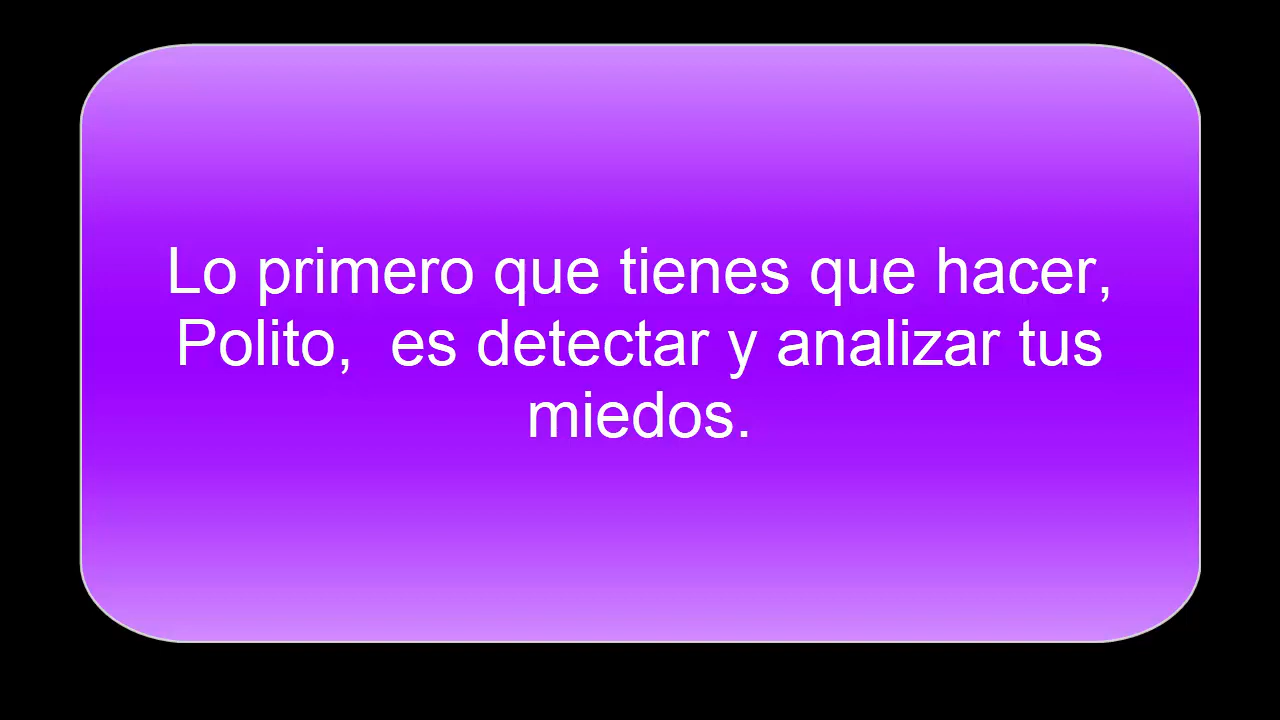 Lo primero que tienes que hacer,
Polito,  es detectar y analizar tus
miedos.